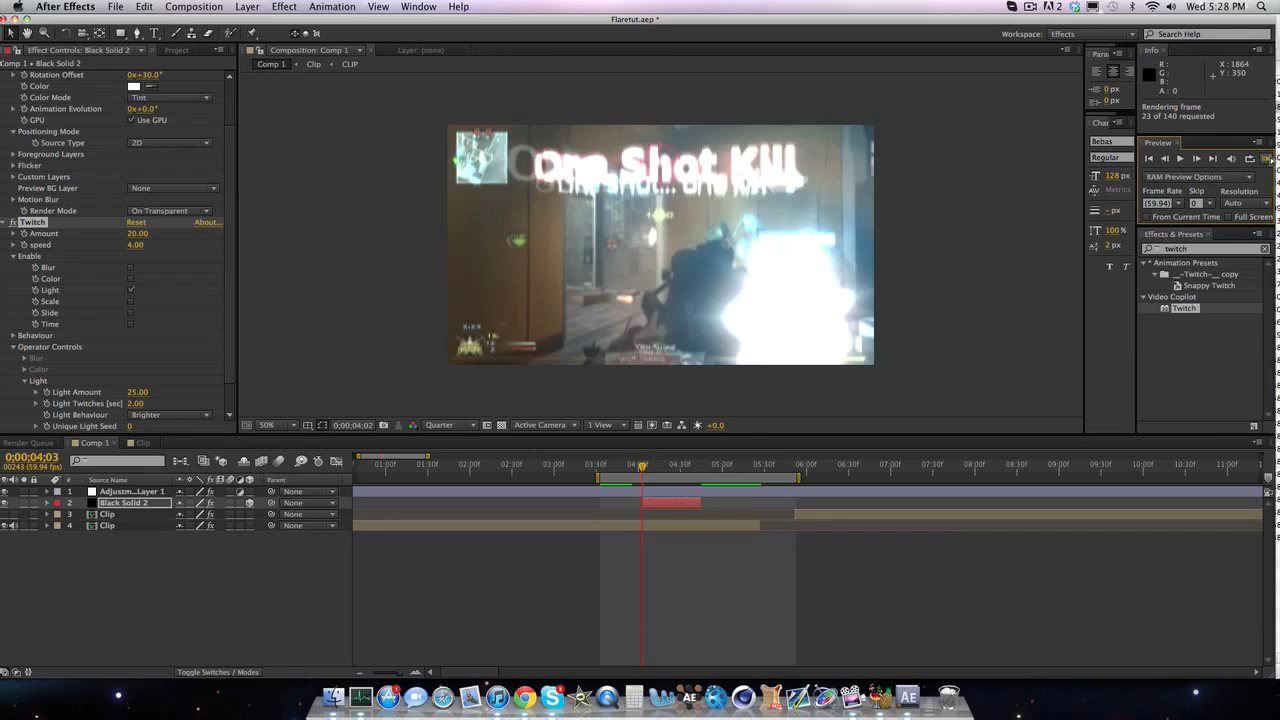 After Effects File Edit Composition Layer Effect Animation View Window Help
2 Wed 5:28 PM
Flaretut.aep *
Workspace: Effects Search Help
Effect Controls: Black Solid 2 Project Composition: Comp 1 Layer: (none) Para Info
Comp 1 • Black Solid 2 Comp 1 Clip CLIP
Rotation Offset 0x+30.0°
Color
Color Mode Tint
Animation Evolution 0x+0.0°
GPU Use GPU
Positioning Mode
Source Type 2D
Foreground Layers
Flicker
Custom Layers
Preview BG Layer None
Motion Blur
Render Mode On Transparent
Twitch Reset About...
Amount 20.00
speed 4.00
Enable
Blur
Color
Light
Scale
Slide
Time
Behaviour
Operator Controls
Blur
Color
Light
Light Amount 25.00
Light Twitches [sec] 2.00
Light Behaviour Brighter
Unique Light Seed 0
One Shot Kill
50% 0;00;04;02 Quarter Active Camera 1 View +0.0
0 px
0 px
Char
Bebas
Regular
128 px
Metrics
- px
100 %
2 px
T T
R: X : 1864
G: Y : 350
B:
A: 0
Rendering frame
23 of 140 requested
Preview
RAM Preview Options
Frame Rate Skip Resolution
(59.94) 0 Auto
From Current Time Full Screen
Effects & Presets
twitch
* Animation Presets
__-Twitch-__ copy
Snappy Twitch
Video Copilot
Twitch
Render Queue Comp 1 Clip
0;00;04;03
00243 (59.94 fps)
01:00f 01:30f 02:00f 02:30f 03:00f 03:30f 04:00f 04:30f 05:00f 05:30f 06:00f 06:30f 07:00f 07:30f 08:00f 08:30f 09:00f 09:30f 10:00f 10:30f 11:00f
# Source Name Parent
1 Adjustm...Layer 1 None
2 Black Solid 2 None
3 Clip None
4 Clip None
Toggle Switches / Modes
AE AE